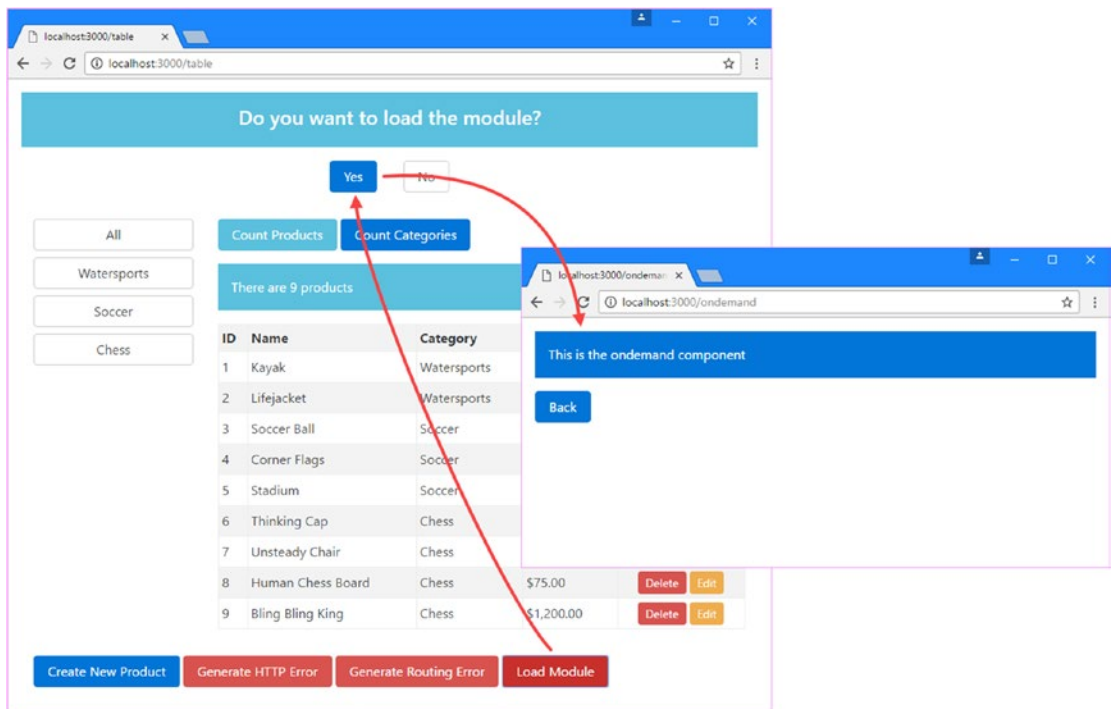 localhost:3000/table
localhost:3000/table
Do you want to load the module?
Yes No
All
Watersports
Soccer
Chess
Count Products Count Categories
There are 9 products
ID Name Category
1 Kayak Watersports
2 Lifejacket Watersports
3 Soccer Ball Soccer
4 Corner Flags Soccer
5 Stadium Soccer
6 Thinking Cap Chess
7 Unsteady Chair Chess
8 Human Chess Board Chess $75.00 Delete Edit
9 Bling Bling King Chess $1,200.00 Delete Edit
Create New Product Generate HTTP Error Generate Routing Error Load Module
localhost:3000/ondeman
localhost:3000/ondemand
This is the ondemand component
Back